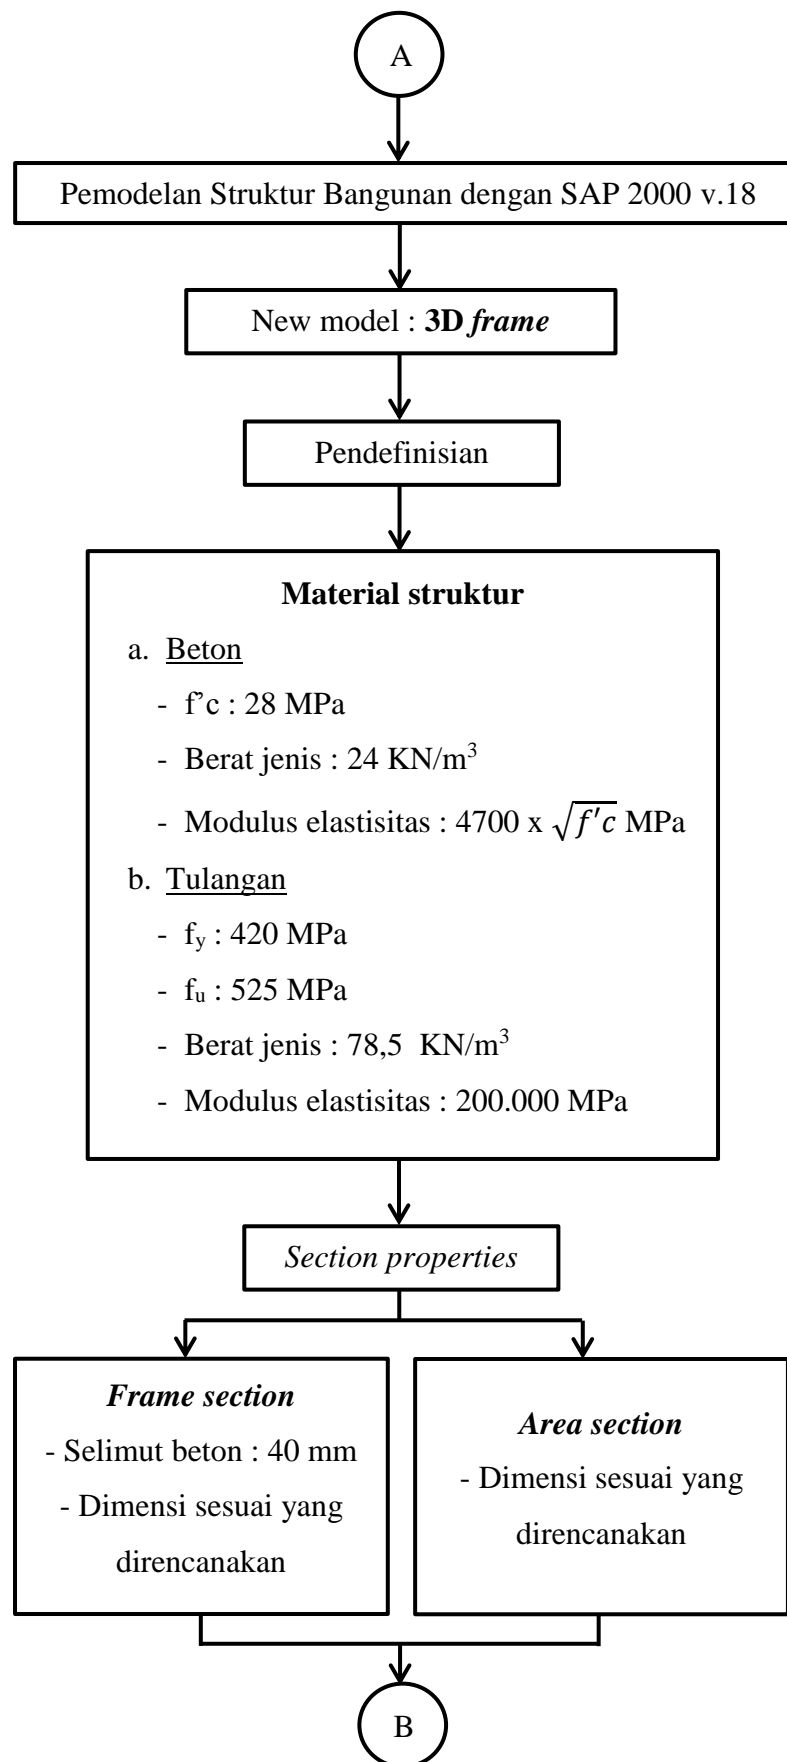 A
Pemodelan Struktur Bangunan dengan SAP 2000 v.18
New model : 3D frame
Pendefinisian
Material struktur
a. Beton
- f’c : 28 MPa
- Berat jenis : 24 KN/m³
- Modulus elastisitas : 4700 x √f′c MPa
b. Tulangan
- fy : 420 MPa
- fu : 525 MPa
- Berat jenis : 78,5 KN/m³
- Modulus elastisitas : 200.000 MPa
Section properties
Frame section
- Selimut beton : 40 mm
- Dimensi sesuai yang
direncanakan
Area section
- Dimensi sesuai yang
direncanakan
B